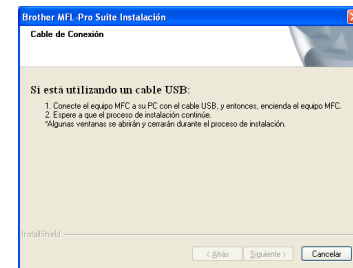 Brother MFL-Pro Suite Instalación
Cable de Conexión
Si está utilizando un cable USB:
1. Conecte el equipo MFC a su PC con el cable USB, y entonces, encienda el equipo MFC.
2. Espere a que el proceso de instalación continúe.
*Algunas ventanas se abrirán y cerrarán durante el proceso de instalación.
InstallShield
< Atrás Siguiente > Cancelar